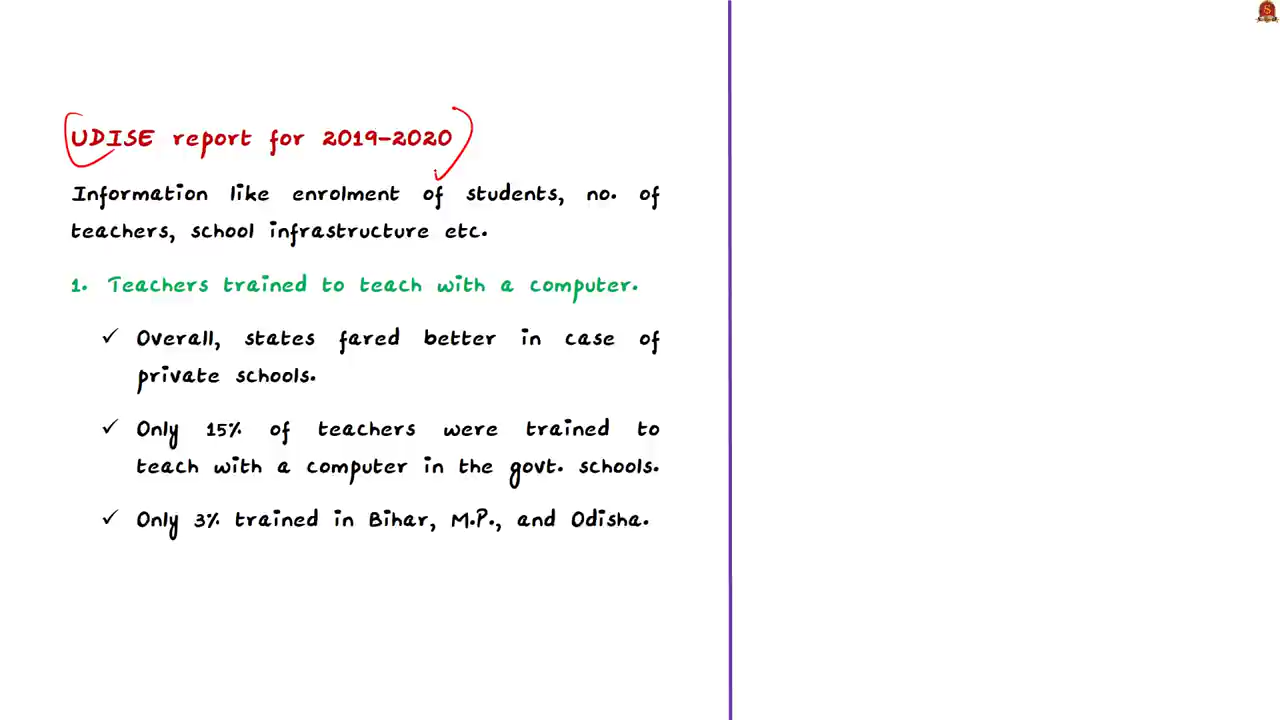 UDISE report for 2019-2020
Information like enrolment of students, no. of
teachers, school infrastructure etc.
1. Teachers trained to teach with a computer.
✓ Overall, states fared better in case of
private schools.
✓ Only 15% of teachers were trained to
teach with a computer in the govt. schools.
✓ Only 3% trained in Bihar, M.P., and Odisha.